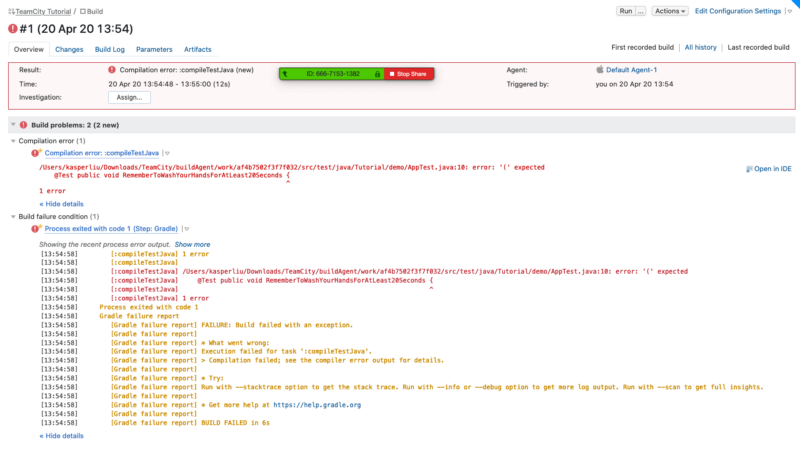 TeamCity Tutorial / Build
Run ... Actions Edit Configuration Settings
#1 (20 Apr 20 13:54)
Overview Changes Build Log Parameters Artifacts
First recorded build All history Last recorded build
Result: Compilation error: :compileTestJava (new)
Time: 20 Apr 20 13:54:48 - 13:55:00 (12s)
Investigation: Assign...
ID: 666-7153-1382 Stop Share
Agent: Default Agent-1
Triggered by: you on 20 Apr 20 13:54
Build problems: 2 (2 new)
Compilation error (1)
Compilation error: :compileTestJava
/Users/kasperliu/Downloads/TeamCity/buildAgent/work/af4b7502f3f7f032/src/test/java/Tutorial/demo/AppTest.java:10: error: '(' expected
@Test public void RememberToWashYourHandsForAtLeast20Seconds {
^
1 error
Open in IDE
« Hide details
Build failure condition (1)
Process exited with code 1 (Step: Gradle)
Showing the recent process error output. Show more
[13:54:58] [:compileTestJava] 1 error
[13:54:58] [:compileTestJava]
[13:54:58] [:compileTestJava] /Users/kasperliu/Downloads/TeamCity/buildAgent/work/af4b7502f3f7f032/src/test/java/Tutorial/demo/AppTest.java:10: error: '(' expected
[13:54:58] [:compileTestJava] @Test public void RememberToWashYourHandsForAtLeast20Seconds {
[13:54:58] [:compileTestJava] ^
[13:54:58] [:compileTestJava] 1 error
[13:54:58] Process exited with code 1
[13:54:58] Gradle failure report
[13:54:58] [Gradle failure report] FAILURE: Build failed with an exception.
[13:54:58] [Gradle failure report]
[13:54:58] [Gradle failure report] * What went wrong:
[13:54:58] [Gradle failure report] Execution failed for task ':compileTestJava'.
[13:54:58] [Gradle failure report] > Compilation failed; see the compiler error output for details.
[13:54:58] [Gradle failure report]
[13:54:58] [Gradle failure report] * Try:
[13:54:58] [Gradle failure report] Run with --stacktrace option to get the stack trace. Run with --info or --debug option to get more log output. Run with --scan to get full insights.
[13:54:58] [Gradle failure report]
[13:54:58] [Gradle failure report] * Get more help at https://help.gradle.org
[13:54:58] [Gradle failure report]
[13:54:58] [Gradle failure report] BUILD FAILED in 6s
« Hide details